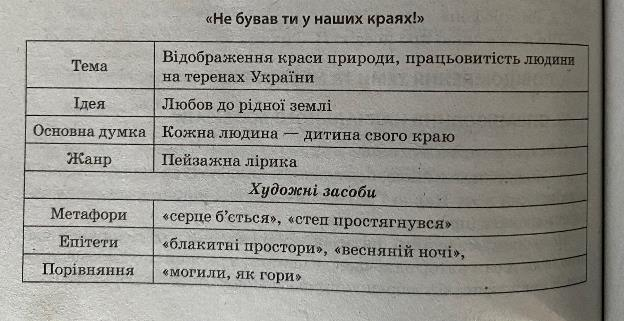 «Не бував ти у наших краях!»
Тема
Відображення краси природи, працьовитість людини
на теренах України
Ідея
Любов до рідної землі
Основна думка
Кожна людина — дитина свого краю
Жанр
Пейзажна лірика
Художні засоби
Метафори
«серце б’ється», «степ простягнувся»
Епітети
«блакитні простори», «весняній ночі»,
Порівняння
«могили, як гори»